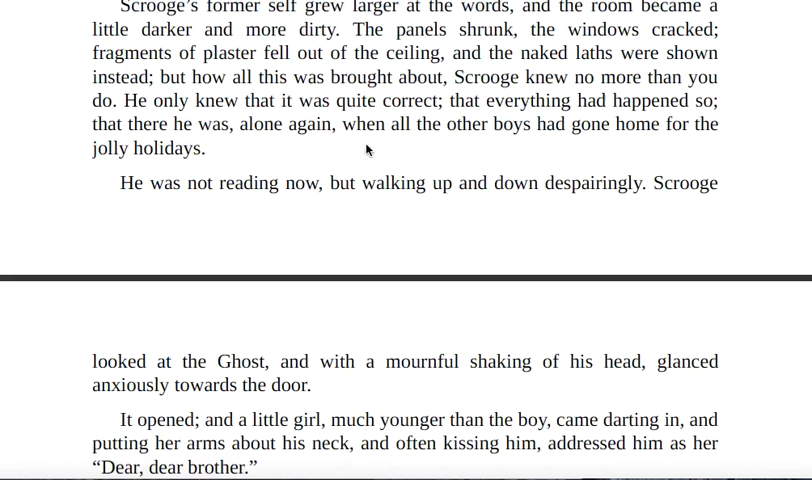 Scrooge’s former self grew larger at the words, and the room became a
little darker and more dirty. The panels shrunk, the windows cracked;
fragments of plaster fell out of the ceiling, and the naked laths were shown
instead; but how all this was brought about, Scrooge knew no more than you
do. He only knew that it was quite correct; that everything had happened so;
that there he was, alone again, when all the other boys had gone home for the
jolly holidays.
He was not reading now, but walking up and down despairingly. Scrooge
looked at the Ghost, and with a mournful shaking of his head, glanced
anxiously towards the door.
It opened; and a little girl, much younger than the boy, came darting in, and
putting her arms about his neck, and often kissing him, addressed him as her
“Dear, dear brother.”